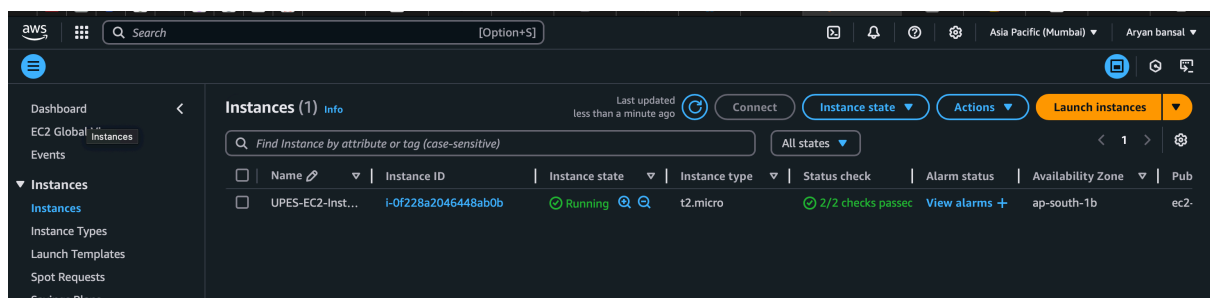 aws Search [Option+S] Asia Pacific (Mumbai) ▼ Aryan bansal ▼
Dashboard
EC2 Global
Instances
Events
▼ Instances
Instances
Instance Types
Launch Templates
Spot Requests
Instances (1) Info Last updated less than a minute ago Connect Instance state ▼ Actions ▼ Launch instances ▼
Find Instance by attribute or tag (case-sensitive) All states ▼ < 1 >
Name Instance ID Instance state Instance type Status check Alarm status Availability Zone Pub
UPES-EC2-Inst... i-0f228a2046448ab0b Running t2.micro 2/2 checks passec View alarms + ap-south-1b ec2-